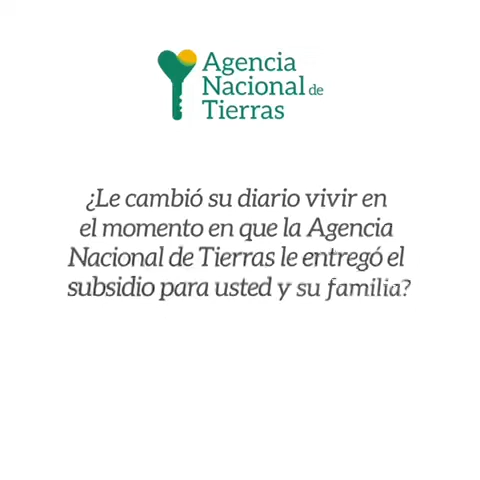 Agencia
Nacional de
Tierras
¿Le cambió su diario vivir en
el momento en que la Agencia
Nacional de Tierras le entregó el
subsidio para usted y su familia?